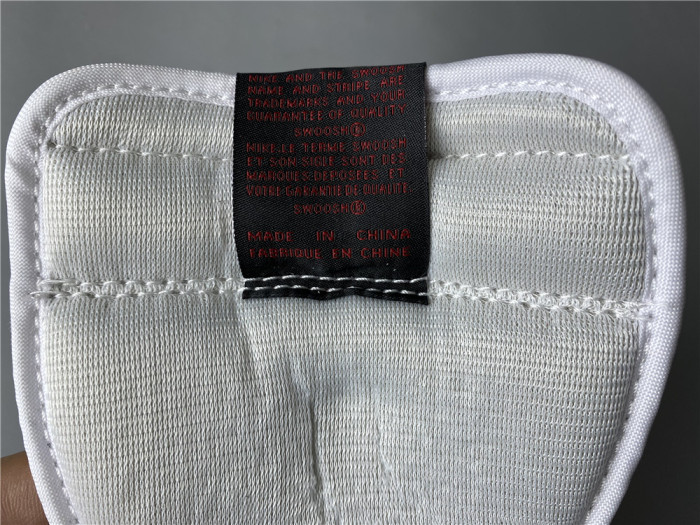 NIKE AND THE SWOOSH
NAME AND STRIPE ARE
TRADEMARKS AND YOUR
GUARANTEE OF QUALITY
SWOOSH®
NIKE·LE TERME SWOOSH
ET·SON·SIGLE SONT DES
MARQUES·DEPOSEES ET
VOTRE·GARANTIE·DE·QUALITE·
SWOOSH®
MADE IN CHINA
FABRIQUE EN CHINE